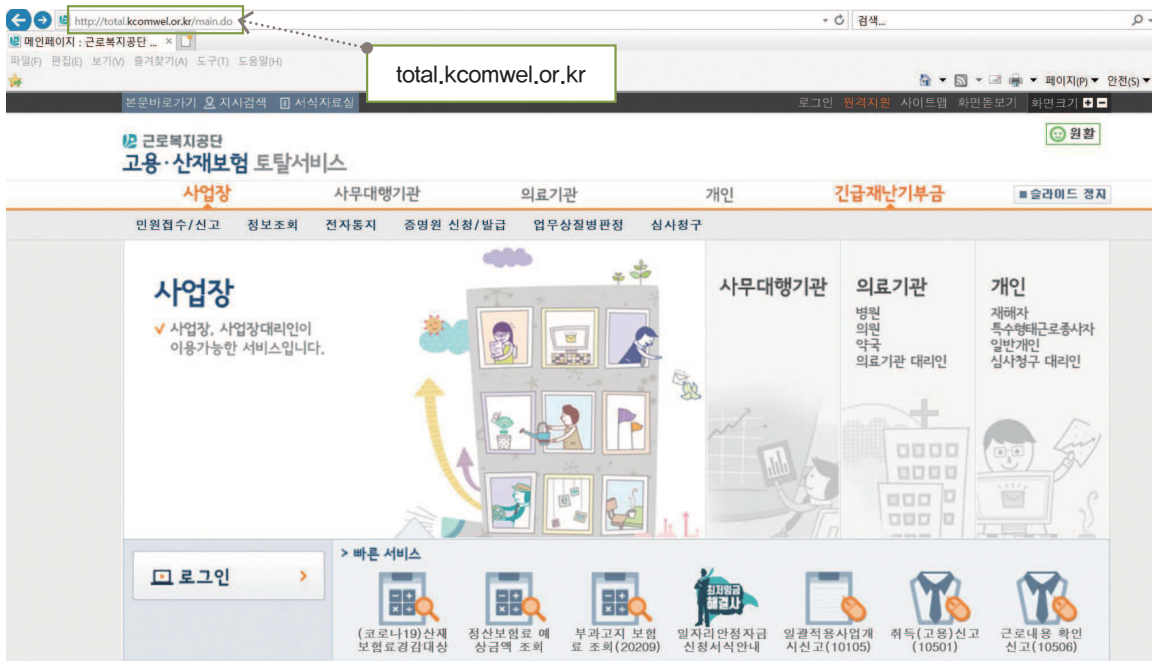 http://total.kcomwel.or.kr/main.do
검색...
메인페이지 : 근로복지공단 ...
파일(F) 편집(E) 보기(V) 즐겨찾기(A) 도구(T) 도움말(H)
total.kcomwel.or.kr
페이지(P) 안전(S)
본문바로가기 지사검색 서식자료실
로그인 원격지원 사이트맵 화면돋보기 화면크기
원활
근로복지공단
고용·산재보험 토탈서비스
사업장 사무대행기관 의료기관 개인 긴급재난기부금 슬라이드 정지
민원접수/신고 정보조회 전자통지 증명원 신청/발급 업무상질병판정 심사청구
사업장
사업장, 사업장대리인이
이용가능한 서비스입니다.
사무대행기관
의료기관
병원
의원
약국
의료기관 대리인
개인
재해자
특수형태근로종사자
일반개인
심사청구 대리인
로그인 >
> 빠른 서비스
(코로나19)산재
보험료경감대상
정산보험료 예
상금액 조회
부과고지 보험
료 조회(20209)
최저임금
해결사
일자리안정자금
신청서식안내
일괄적용사업개
시신고(10105)
취득(고용)신고
(10501)
근로내용 확인
신고(10506)